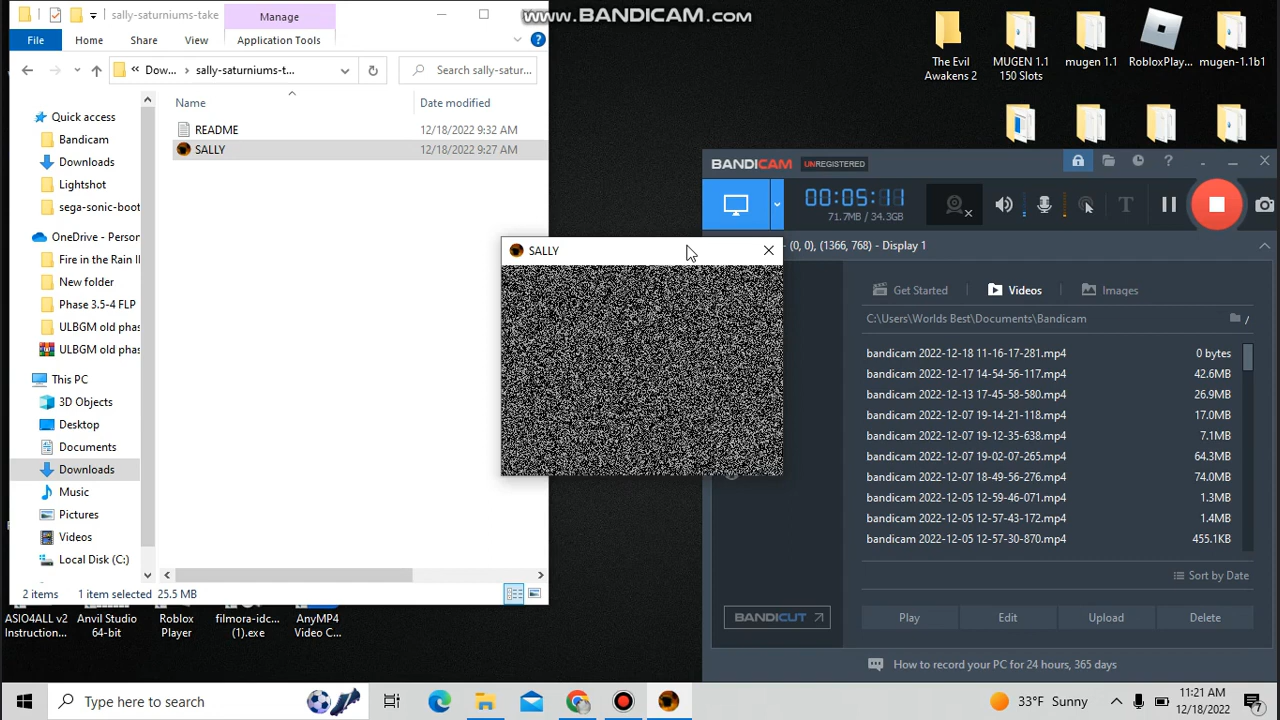 sally-saturniums-take
Manage
www.BANDICAM.com
File
Home
Share
View
Application Tools
Dow...
sally-saturniums-t...
Search sally-satur...
Name
Date modified
README
12/18/2022 9:32 AM
SALLY
12/18/2022 9:27 AM
Quick access
Bandicam
Downloads
Lightshot
sega-sonic-boot
OneDrive - Person
Fire in the Rain II
New folder
Phase 3.5-4 FLP
ULBGM old phas
ULBGM old phas
This PC
3D Objects
Desktop
Documents
Downloads
Music
Pictures
Videos
Local Disk (C:)
2 items
1 item selected
25.5 MB
The Evil
Awakens 2
MUGEN 1.1
150 Slots
mugen 1.1
RobloxPlay...
mugen-1.1b1
BANDICAM
UNREGISTERED
00:05:11
71.7MB / 34.3GB
SALLY
(0, 0), (1366, 768) - Display 1
Get Started
Videos
Images
C:\Users\Worlds Best\Documents\Bandicam
bandicam 2022-12-18 11-16-17-281.mp4
0 bytes
bandicam 2022-12-17 14-54-56-117.mp4
42.6MB
bandicam 2022-12-13 17-45-58-580.mp4
26.9MB
bandicam 2022-12-07 19-14-21-118.mp4
17.0MB
bandicam 2022-12-07 19-12-35-638.mp4
7.1MB
bandicam 2022-12-07 19-02-07-265.mp4
64.3MB
bandicam 2022-12-07 18-49-56-276.mp4
74.0MB
bandicam 2022-12-05 12-59-46-071.mp4
1.3MB
bandicam 2022-12-05 12-57-43-172.mp4
1.4MB
bandicam 2022-12-05 12-57-30-870.mp4
455.1KB
Sort by Date
BANDICUT
Play
Edit
Upload
Delete
How to record your PC for 24 hours, 365 days
ASIO4ALL v2
Instruction...
Anvil Studio
64-bit
Roblox
Player
filmora-idc...
(1).exe
AnyMP4
Video C...
Type here to search
33°F Sunny
11:21 AM
12/18/2022
7